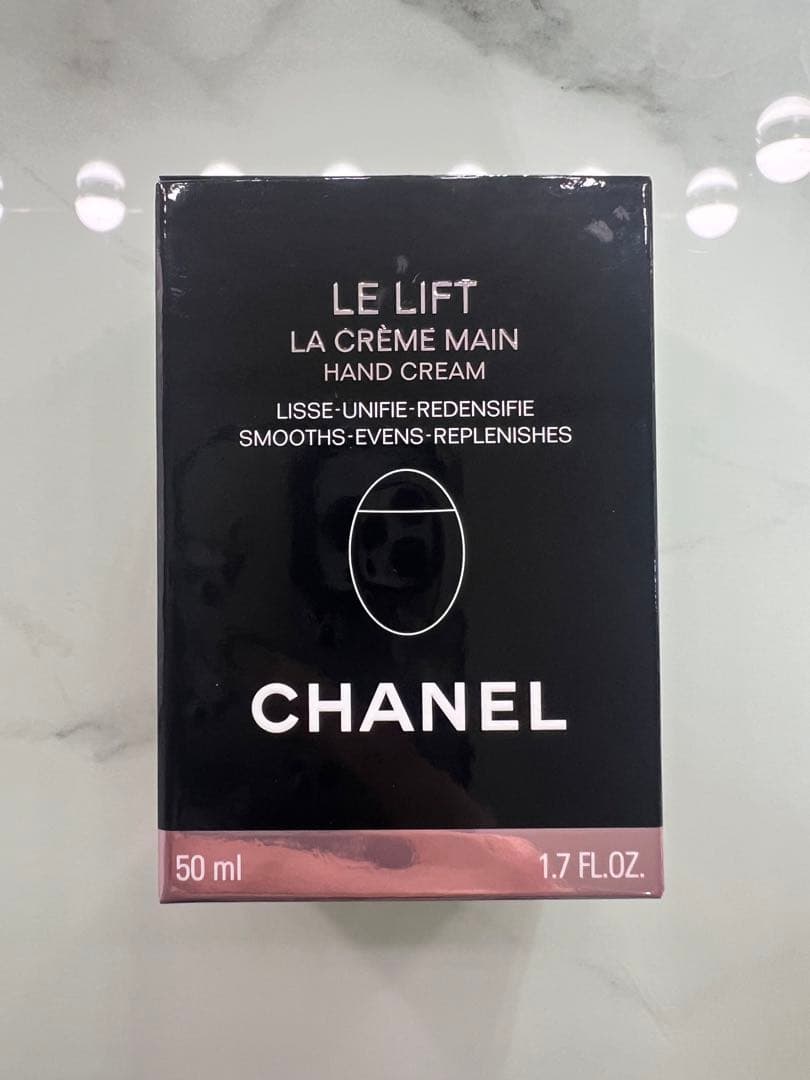 LE LIFT
LA CRÈME MAIN
HAND CREAM
LISSE-UNIFIE-REDENSIFIE
SMOOTHS-EVENS-REPLENISHES
CHANEL
50 ml 1.7 FL.OZ.